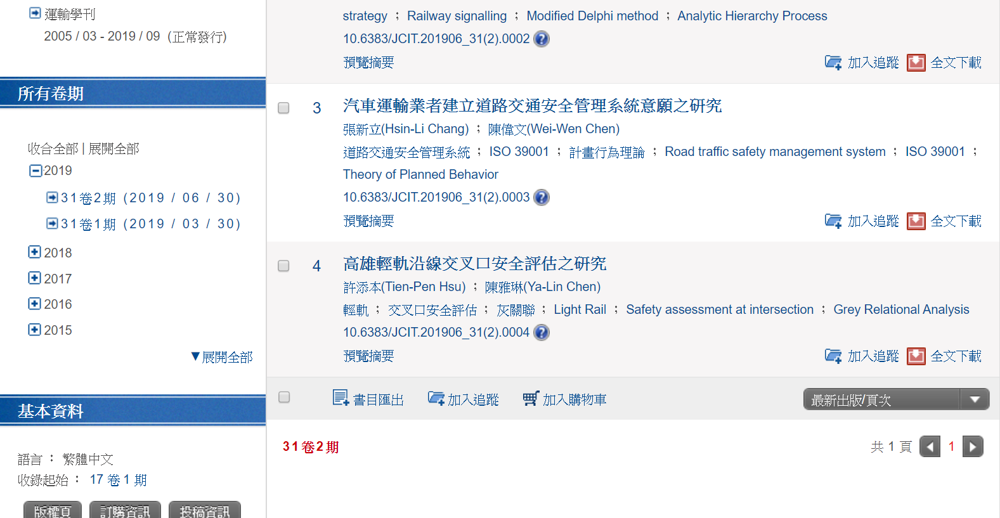 運輸學刊
2005 / 03 - 2019 / 09 (正常發行)
所有卷期
收合全部 | 展開全部
2019
31卷2期 (2019 / 06 / 30)
31卷1期 (2019 / 03 / 30)
2018
2017
2016
2015
▼展開全部
基本資料
語言： 繁體中文
收錄起始： 17 卷 1 期
版權頁 訂購資訊 投稿資訊
strategy ； Railway signalling ； Modified Delphi method ； Analytic Hierarchy Process
10.6383/JCIT.201906_31(2).0002
預覽摘要 加入追蹤 全文下載
3 汽車運輸業者建立道路交通安全管理系統意願之研究
張新立(Hsin-Li Chang) ； 陳偉文(Wei-Wen Chen)
道路交通安全管理系統 ； ISO 39001 ； 計畫行為理論 ； Road traffic safety management system ； ISO 39001 ；
Theory of Planned Behavior
10.6383/JCIT.201906_31(2).0003
預覽摘要 加入追蹤 全文下載
4 高雄輕軌沿線交叉口安全評估之研究
許添本(Tien-Pen Hsu) ； 陳雅琳(Ya-Lin Chen)
輕軌 ； 交叉口安全評估 ； 灰關聯 ； Light Rail ； Safety assessment at intersection ； Grey Relational Analysis
10.6383/JCIT.201906_31(2).0004
預覽摘要 加入追蹤 全文下載
書目匯出 加入追蹤 加入購物車 最新出版/頁次
31卷2期 共 1 頁 1